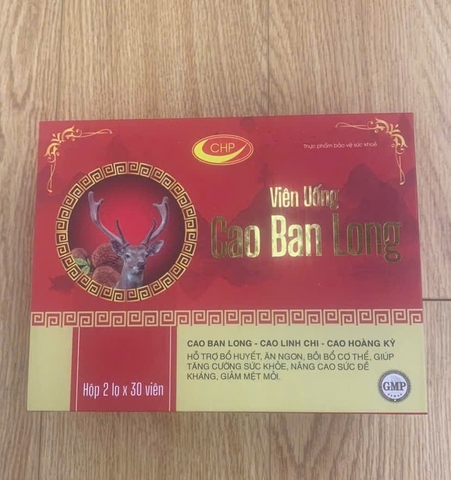 CHP
Thực phẩm bảo vệ sức khoẻ
Viên Uống
Cao Ban Long
CAO BAN LONG - CAO LINH CHI - CAO HOÀNG KỲ
HỖ TRỢ BỔ HUYẾT, ĂN NGON, BỒI BỔ CƠ THỂ, GIÚP
TĂNG CƯỜNG SỨC KHỎE, NÂNG CAO SỨC ĐỀ
KHÁNG, GIẢM MỆT MỎI.
Hộp 2 lọ x 30 viên
GMP